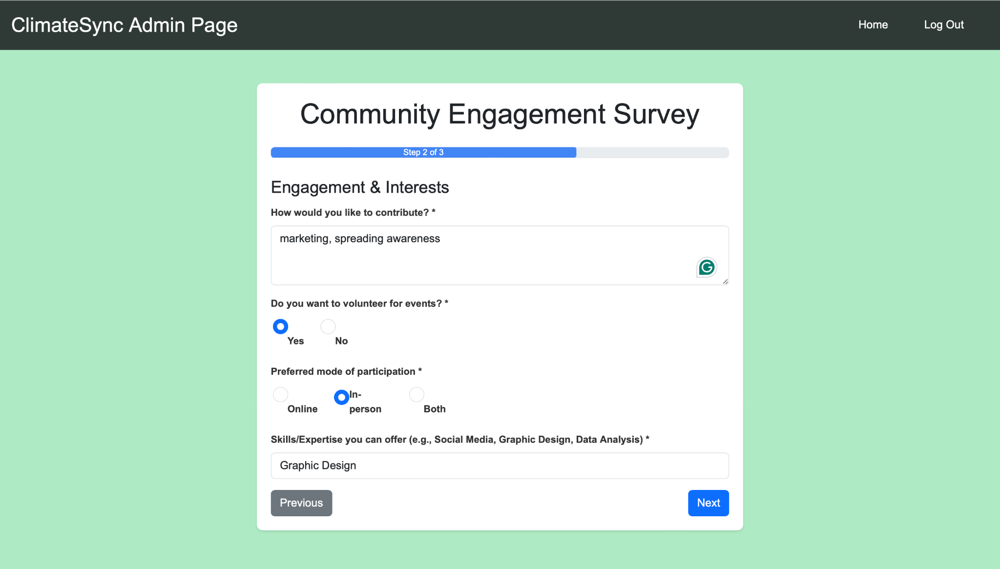 ClimateSync Admin Page
Home
Log Out
Community Engagement Survey
Step 2 of 3
Engagement & Interests
How would you like to contribute? *
marketing, spreading awareness
G
Do you want to volunteer for events? *
Yes
No
Preferred mode of participation *
Online
In-
person
Both
Skills/Expertise you can offer (e.g., Social Media, Graphic Design, Data Analysis) *
Graphic Design
Previous
Next